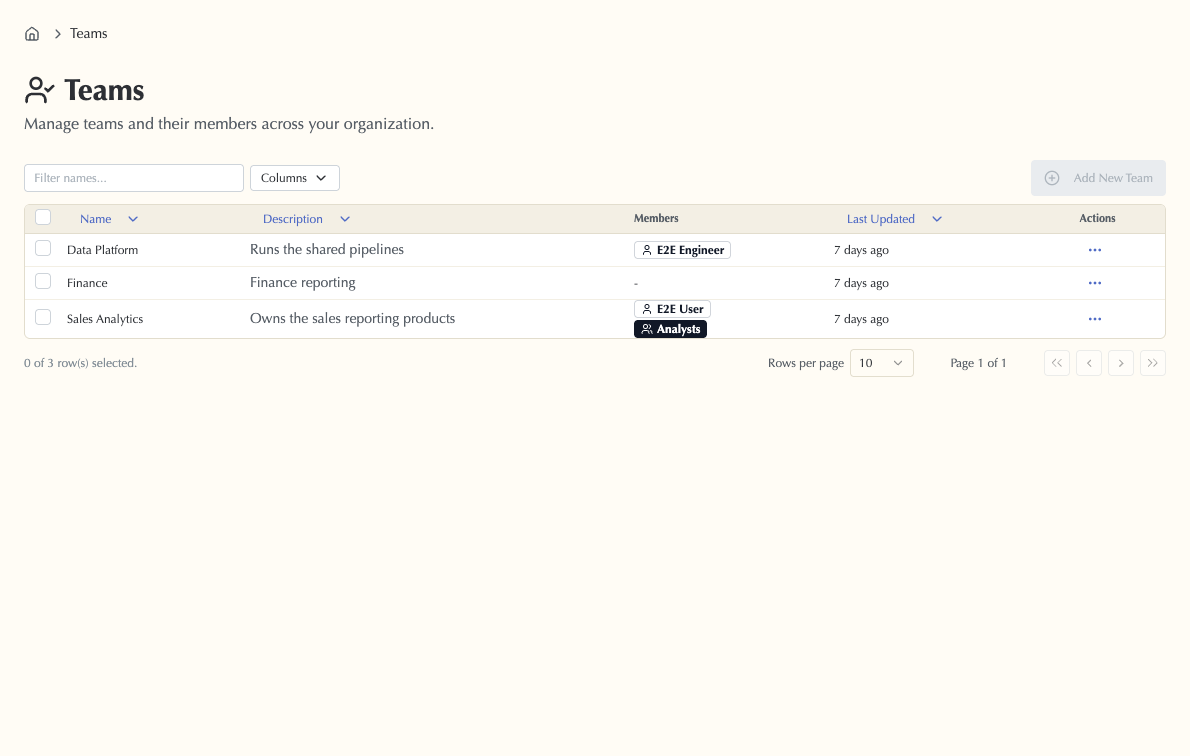 Teams
Teams
Manage teams and their members across your organization.
Filter names...
Columns
Add New Team
Name Description Members Last Updated Actions
Data Platform Runs the shared pipelines E2E Engineer 7 days ago
Finance Finance reporting - 7 days ago
Sales Analytics Owns the sales reporting products E2E User 7 days ago
Analysts
0 of 3 row(s) selected. Rows per page 10 Page 1 of 1